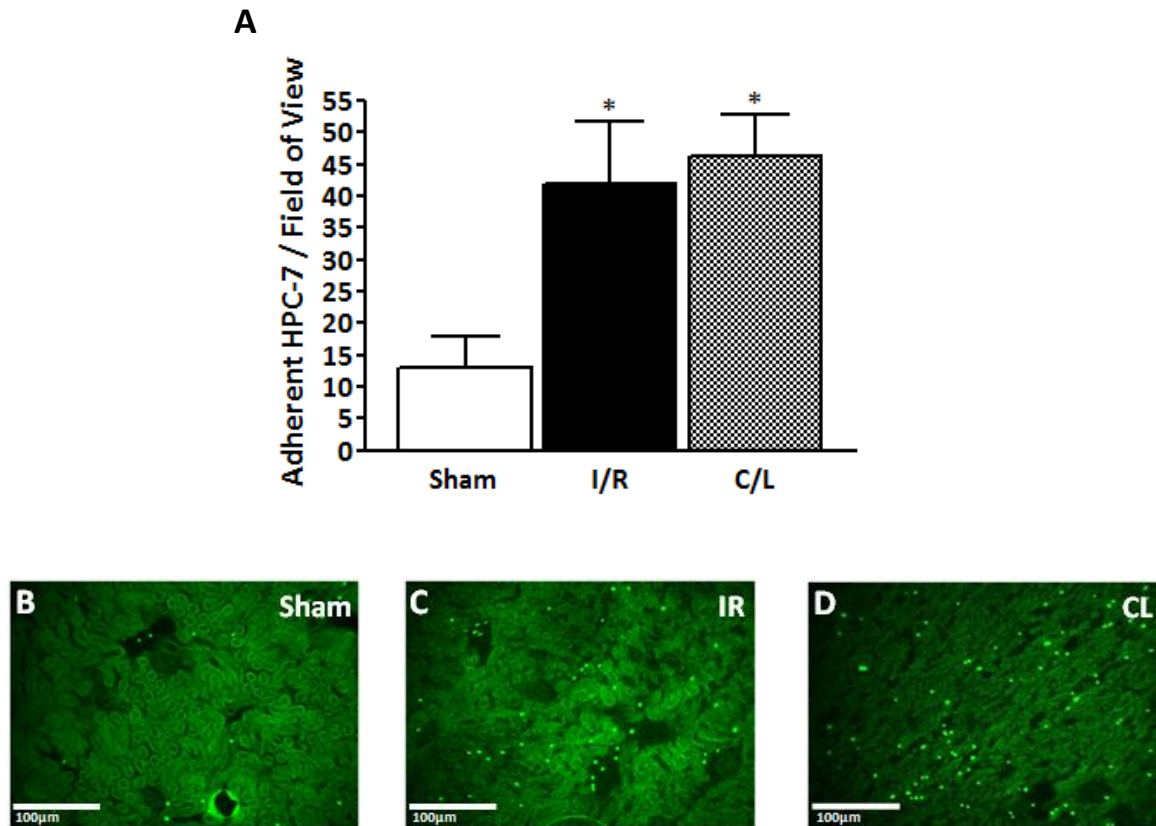 A
Adherent HPC-7 / Field of View
55
50
45
40
35
30
25
20
15
10
5
0
*
*
Sham
I/R
C/L
B
Sham
100μm
C
IR
100μm
D
CL
100μm